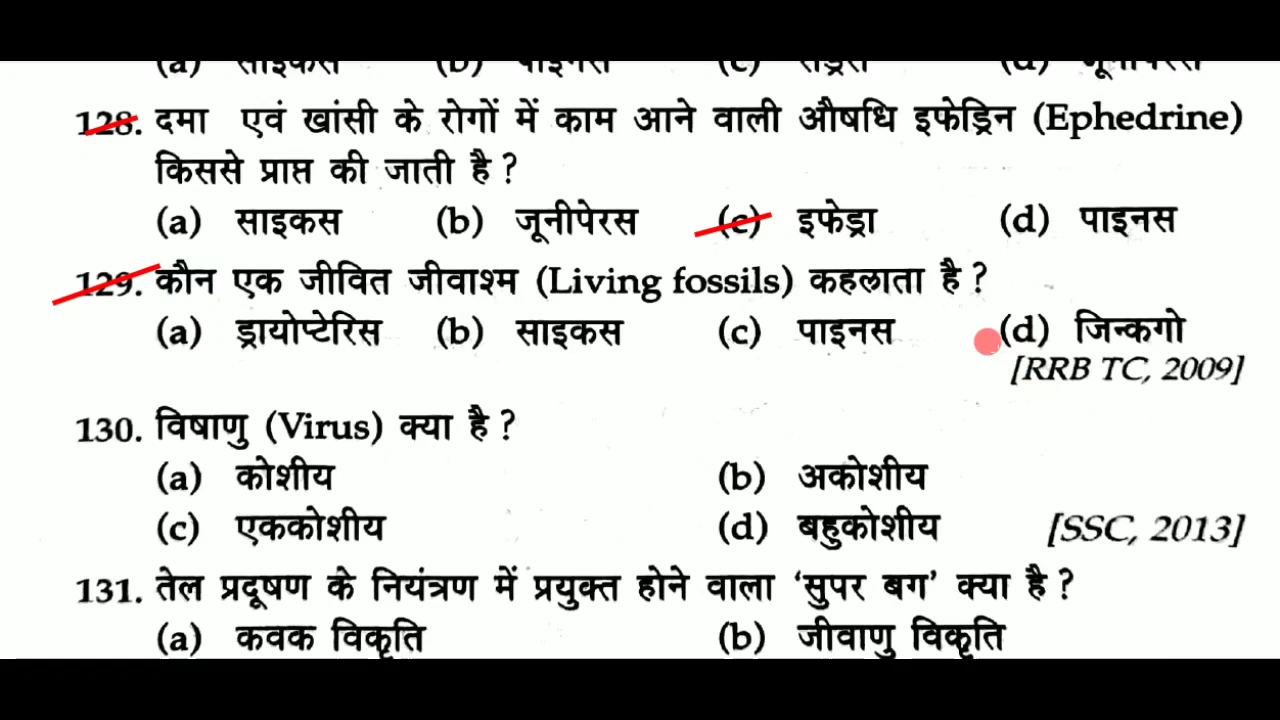 128. दमा एवं खांसी के रोगों में काम आने वाली औषधि इफेड्रिन (Ephedrine)
किससे प्राप्त की जाती है ?
(a) साइकस (b) जूनीपेरस (c) इफेड्रा (d) पाइनस
129. कौन एक जीवित जीवाश्म (Living fossils) कहलाता है ?
(a) ड्रायोप्टेरिस (b) साइकस (c) पाइनस (d) जिन्कगो
[RRB TC, 2009]
130. विषाणु (Virus) क्या है ?
(a) कोशीय (b) अकोशीय
(c) एककोशीय (d) बहुकोशीय [SSC, 2013]
131. तेल प्रदूषण के नियंत्रण में प्रयुक्त होने वाला ‘सुपर बग’ क्या है ?
(a) कवक विकृति (b) जीवाणु विकृति